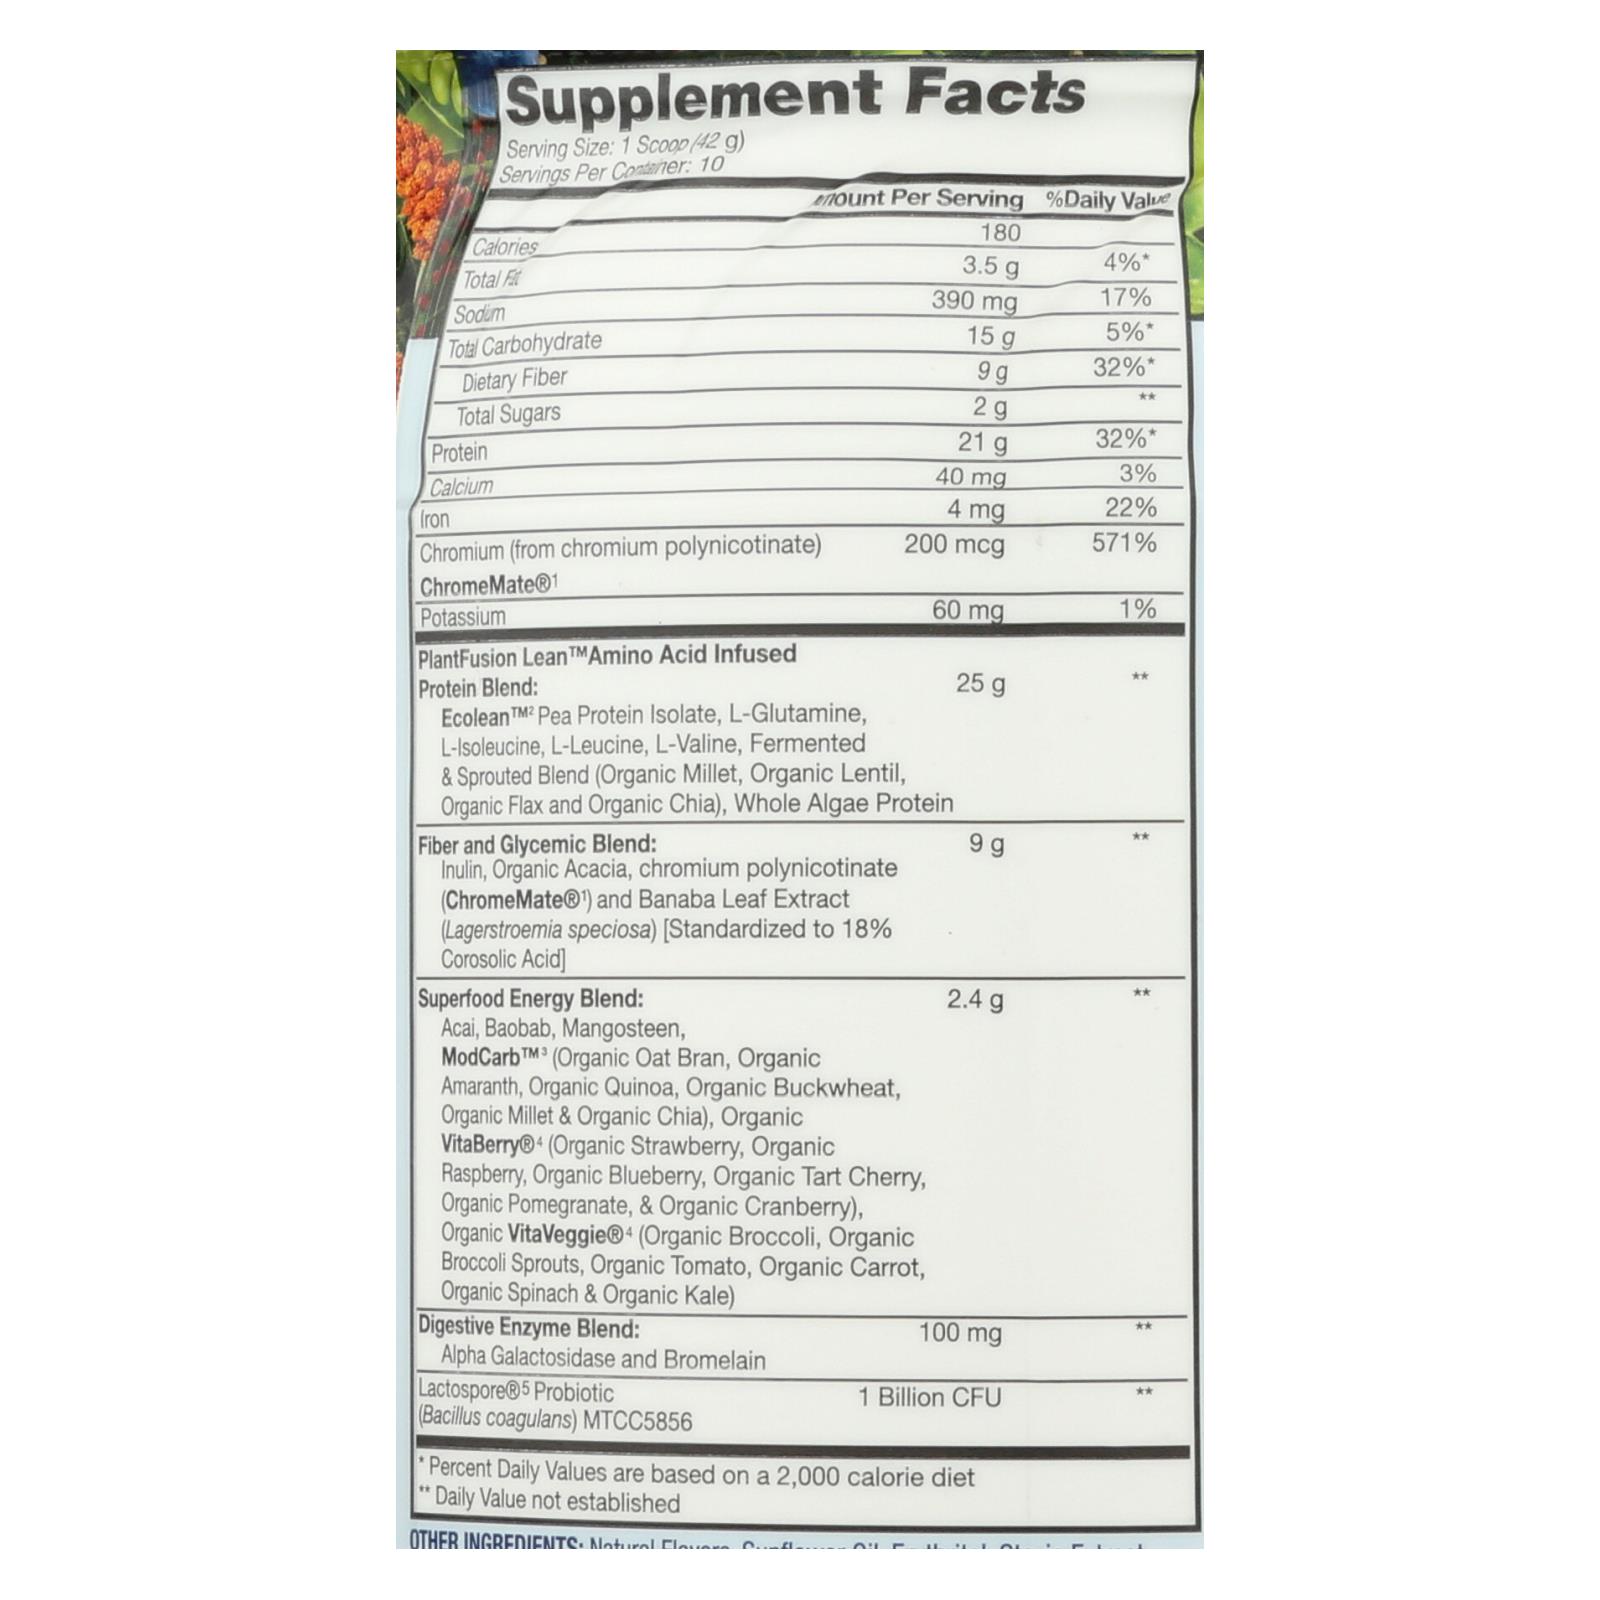 Supplement Facts
Serving Size: 1 Scoop (42 g)
Servings Per Container: 10
mount Per Serving %Daily Value
Calories 180
Total Fat 3.5 g 4%*
Sodium 390 mg 17%
Total Carbohydrate 15 g 5%*
Dietary Fiber 9 g 32%*
Total Sugars 2 g **
Protein 21 g 32%*
Calcium 40 mg 3%
Iron 4 mg 22%
Chromium (from chromium polynicotinate) 200 mcg 571%
ChromeMate®¹
Potassium 60 mg 1%
PlantFusion Lean™Amino Acid Infused
Protein Blend: 25 g **
Ecolean™² Pea Protein Isolate, L-Glutamine,
L-Isoleucine, L-Leucine, L-Valine, Fermented
& Sprouted Blend (Organic Millet, Organic Lentil,
Organic Flax and Organic Chia), Whole Algae Protein
Fiber and Glycemic Blend: 9 g **
Inulin, Organic Acacia, chromium polynicotinate
(ChromeMate®¹) and Banaba Leaf Extract
(Lagerstroemia speciosa) [Standardized to 18%
Corosolic Acid]
Superfood Energy Blend: 2.4 g **
Acai, Baobab, Mangosteen,
ModCarb™³ (Organic Oat Bran, Organic
Amaranth, Organic Quinoa, Organic Buckwheat,
Organic Millet & Organic Chia), Organic
VitaBerry®⁴ (Organic Strawberry, Organic
Raspberry, Organic Blueberry, Organic Tart Cherry,
Organic Pomegranate, & Organic Cranberry),
Organic VitaVeggie®⁴ (Organic Broccoli, Organic
Broccoli Sprouts, Organic Tomato, Organic Carrot,
Organic Spinach & Organic Kale)
Digestive Enzyme Blend: 100 mg **
Alpha Galactosidase and Bromelain
Lactospore®⁵ Probiotic 1 Billion CFU **
(Bacillus coagulans) MTCC5856
* Percent Daily Values are based on a 2,000 calorie diet
** Daily Value not established
OTHER INGREDIENTS: Natural Flavors, Sunflower Oil,